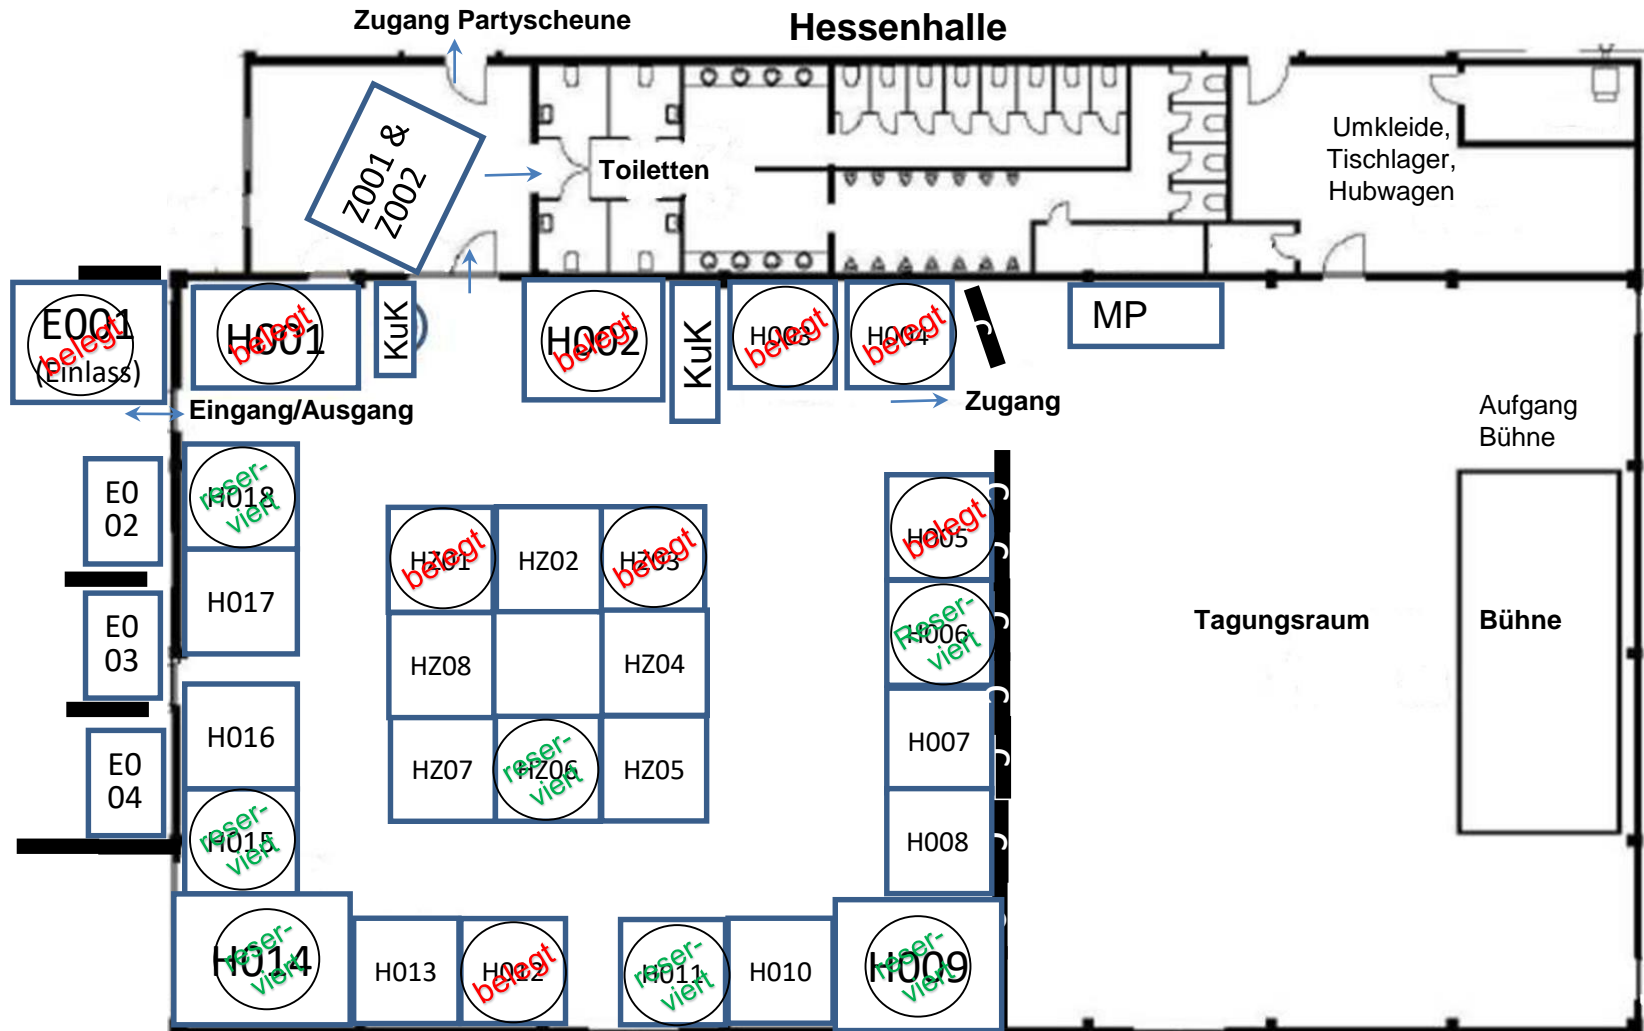 Zugang Partyscheune
Hessenhalle
Z001 &
Z002
Toiletten
Umkleide,
Tischlager,
Hubwagen
E001
belegt
(Einlass)
H001
belegt
KuK
H002
belegt
KuK
H003
belegt
H004
belegt
MP
Eingang/Ausgang
Zugang
Aufgang
Bühne
E0
02
H018
reser-
viert
H017
E0
03
HZ01
belegt
HZ02
HZ03
belegt
H005
belegt
H006
Reser-
viert
HZ08
HZ04
Tagungsraum
Bühne
H016
E0
04
HZ07
HZ06
reser-
viert
HZ05
H007
H015
reser-
viert
H008
H014
reser-
viert
H013
H012
belegt
H011
reser-
viert
H010
H009
reser-
viert